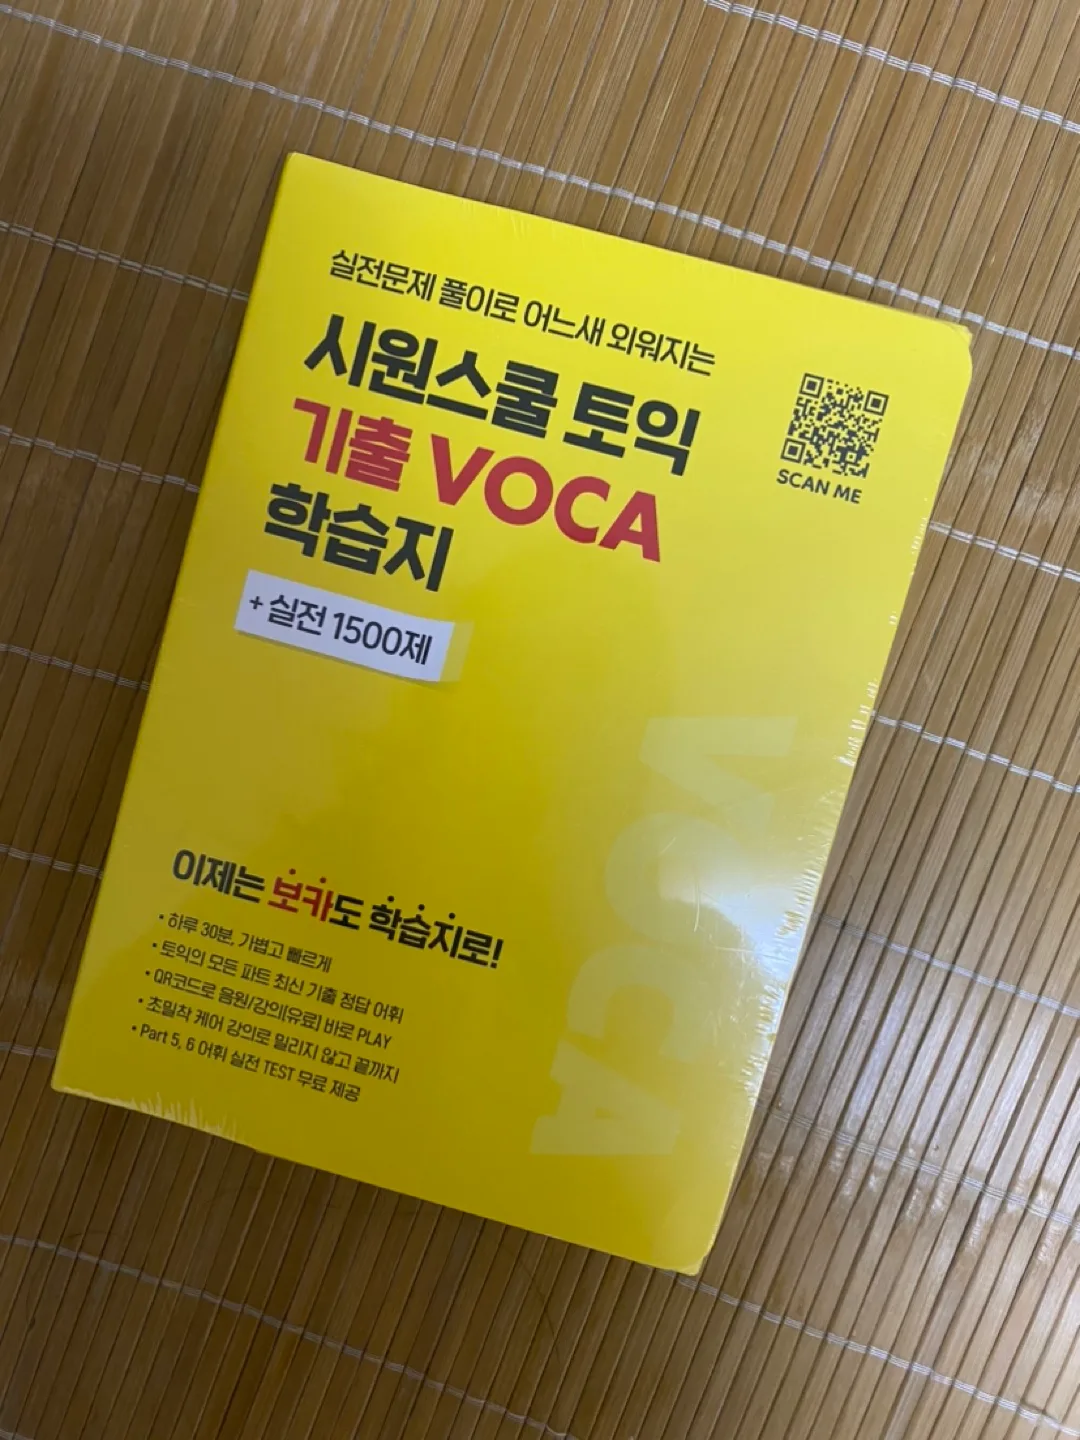 실전문제 풀이로 어느새 외워지는
시원스쿨 토익
기출 VOCA
학습지
+ 실전 1500제
SCAN ME
VOCA
이제는 보카도 학습지로!
• 하루 30분, 가볍고 빠르게
• 토익의 모든 파트 최신 기출 정답 어휘
• QR코드로 음원/강의[유료] 바로 PLAY
• 초밀착 케어 강의로 밀리지 않고 끝까지
• Part 5, 6 어휘 실전 TEST 무료 제공